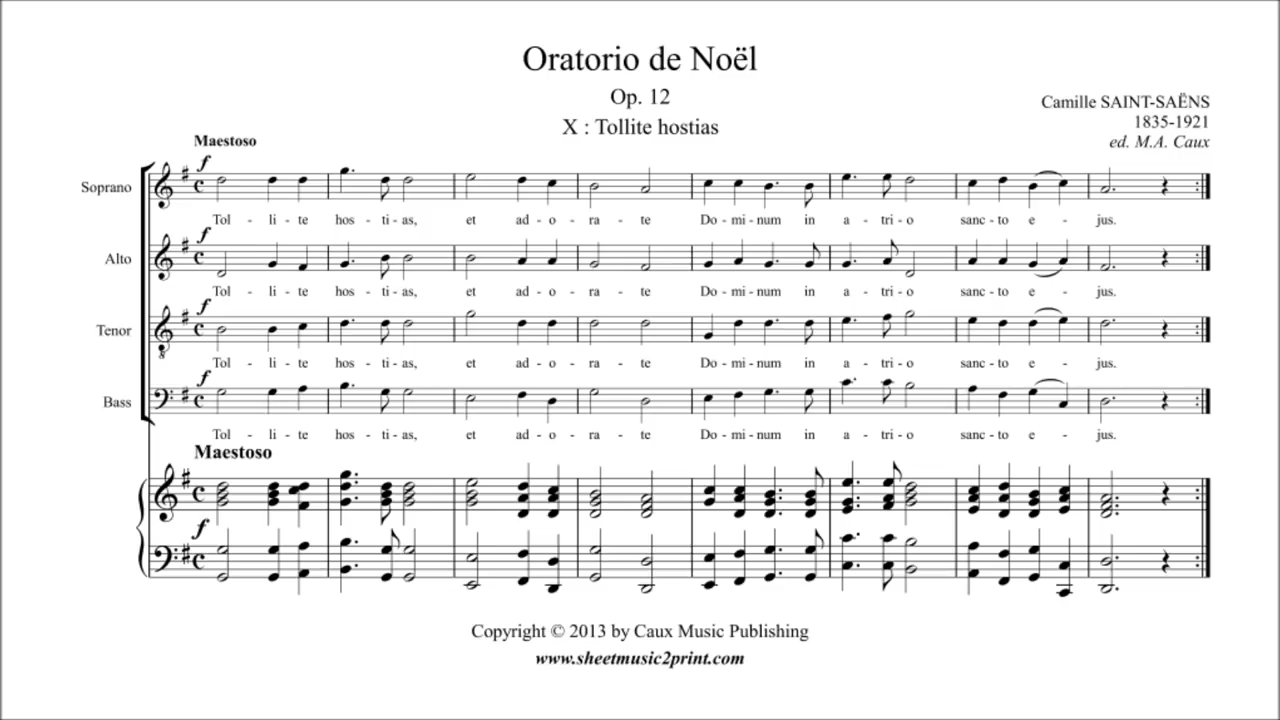 Oratorio de Noël
Op. 12
X : Tollite hostias
Camille SAINT-SAËNS
1835-1921
ed. M.A. Caux
Maestoso
f
Soprano
Tol - li - te hos - ti - as, et ad - o - ra - te Do - mi - num in a - tri - o sanc - to e - jus.
f
Alto
Tol - li - te hos - ti - as, et ad - o - ra - te Do - mi - num in a - tri - o sanc - to e - jus.
f
Tenor
8
Tol - li - te hos - ti - as, et ad - o - ra - te Do - mi - num in a - tri - o sanc - to e - jus.
f
Bass
Tol - li - te hos - ti - as, et ad - o - ra - te Do - mi - num in a - tri - o sanc - to e - jus.
Maestoso
f
Copyright © 2013 by Caux Music Publishing
www.sheetmusic2print.com